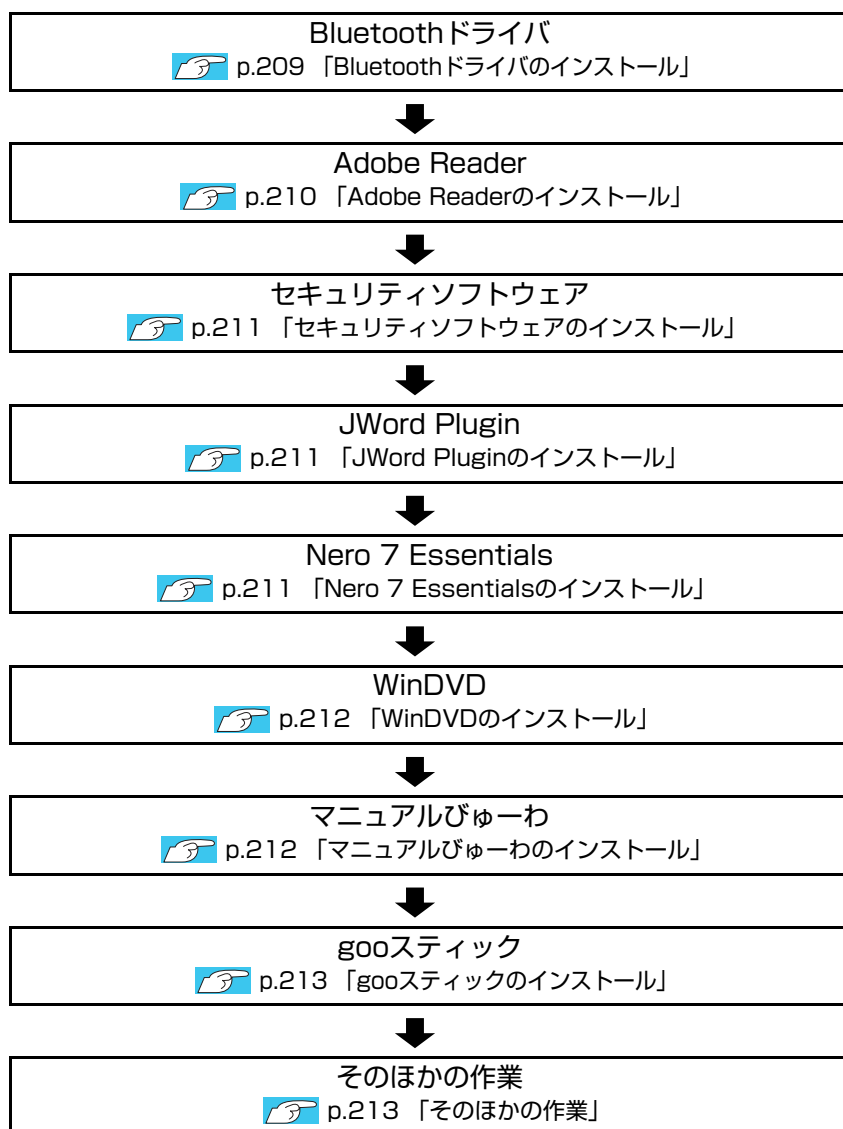 Bluetoothドライバ
p.209 「Bluetoothドライバのインストール」
Adobe Reader
p.210 「Adobe Readerのインストール」
セキュリティソフトウェア
p.211 「セキュリティソフトウェアのインストール」
JWord Plugin
p.211 「JWord Pluginのインストール」
Nero 7 Essentials
p.211 「Nero 7 Essentialsのインストール」
WinDVD
p.212 「WinDVDのインストール」
マニュアルびゅーわ
p.212 「マニュアルびゅーわのインストール」
gooスティック
p.213 「gooスティックのインストール」
そのほかの作業
p.213 「そのほかの作業」